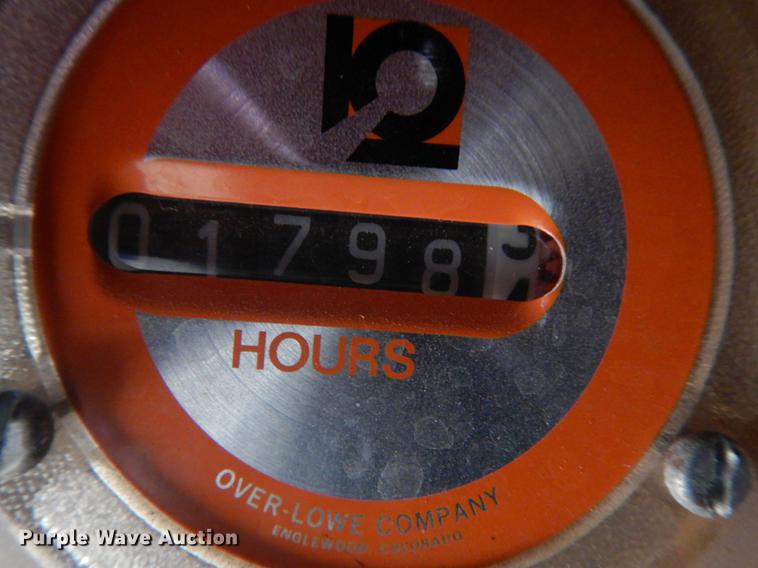 01798
HOURS
OVER-LOWE COMPANY
ENGLEWOOD, COLORADO
Purple Wave Auction